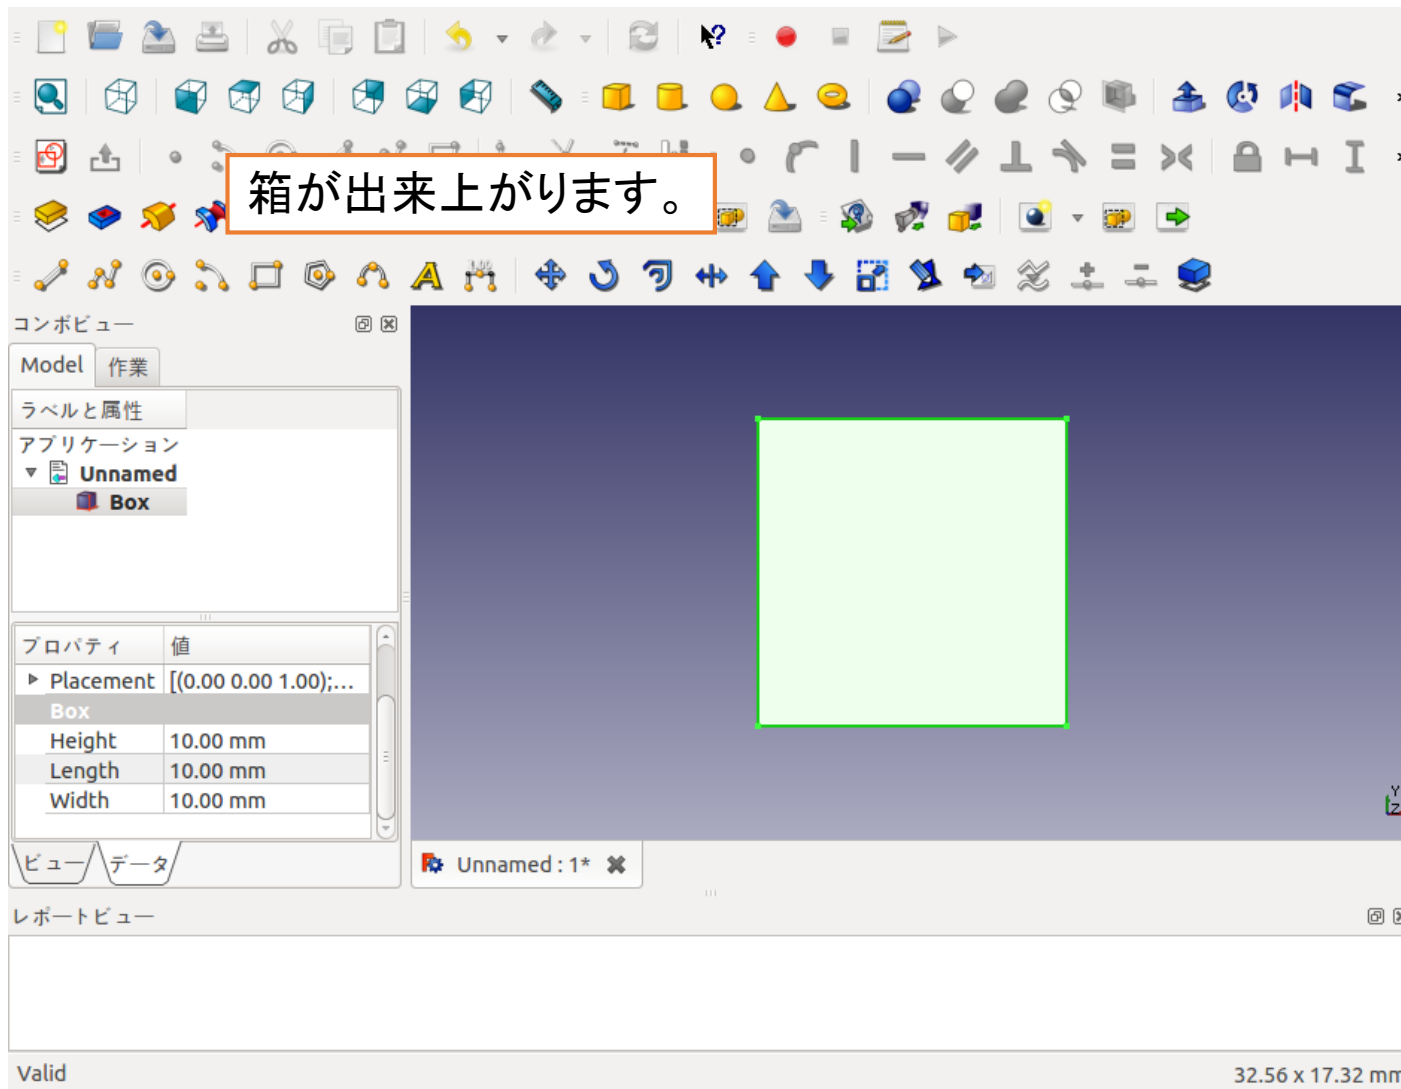 箱が出来上がります。
コンボビュー
Model 作業
ラベルと属性
アプリケーション
Unnamed
Box
プロパティ 値
Placement [(0.00 0.00 1.00);...
Box
Height 10.00 mm
Length 10.00 mm
Width 10.00 mm
ビュー データ
Unnamed : 1*
Y
Z
レポートビュー
Valid 32.56 x 17.32 mm